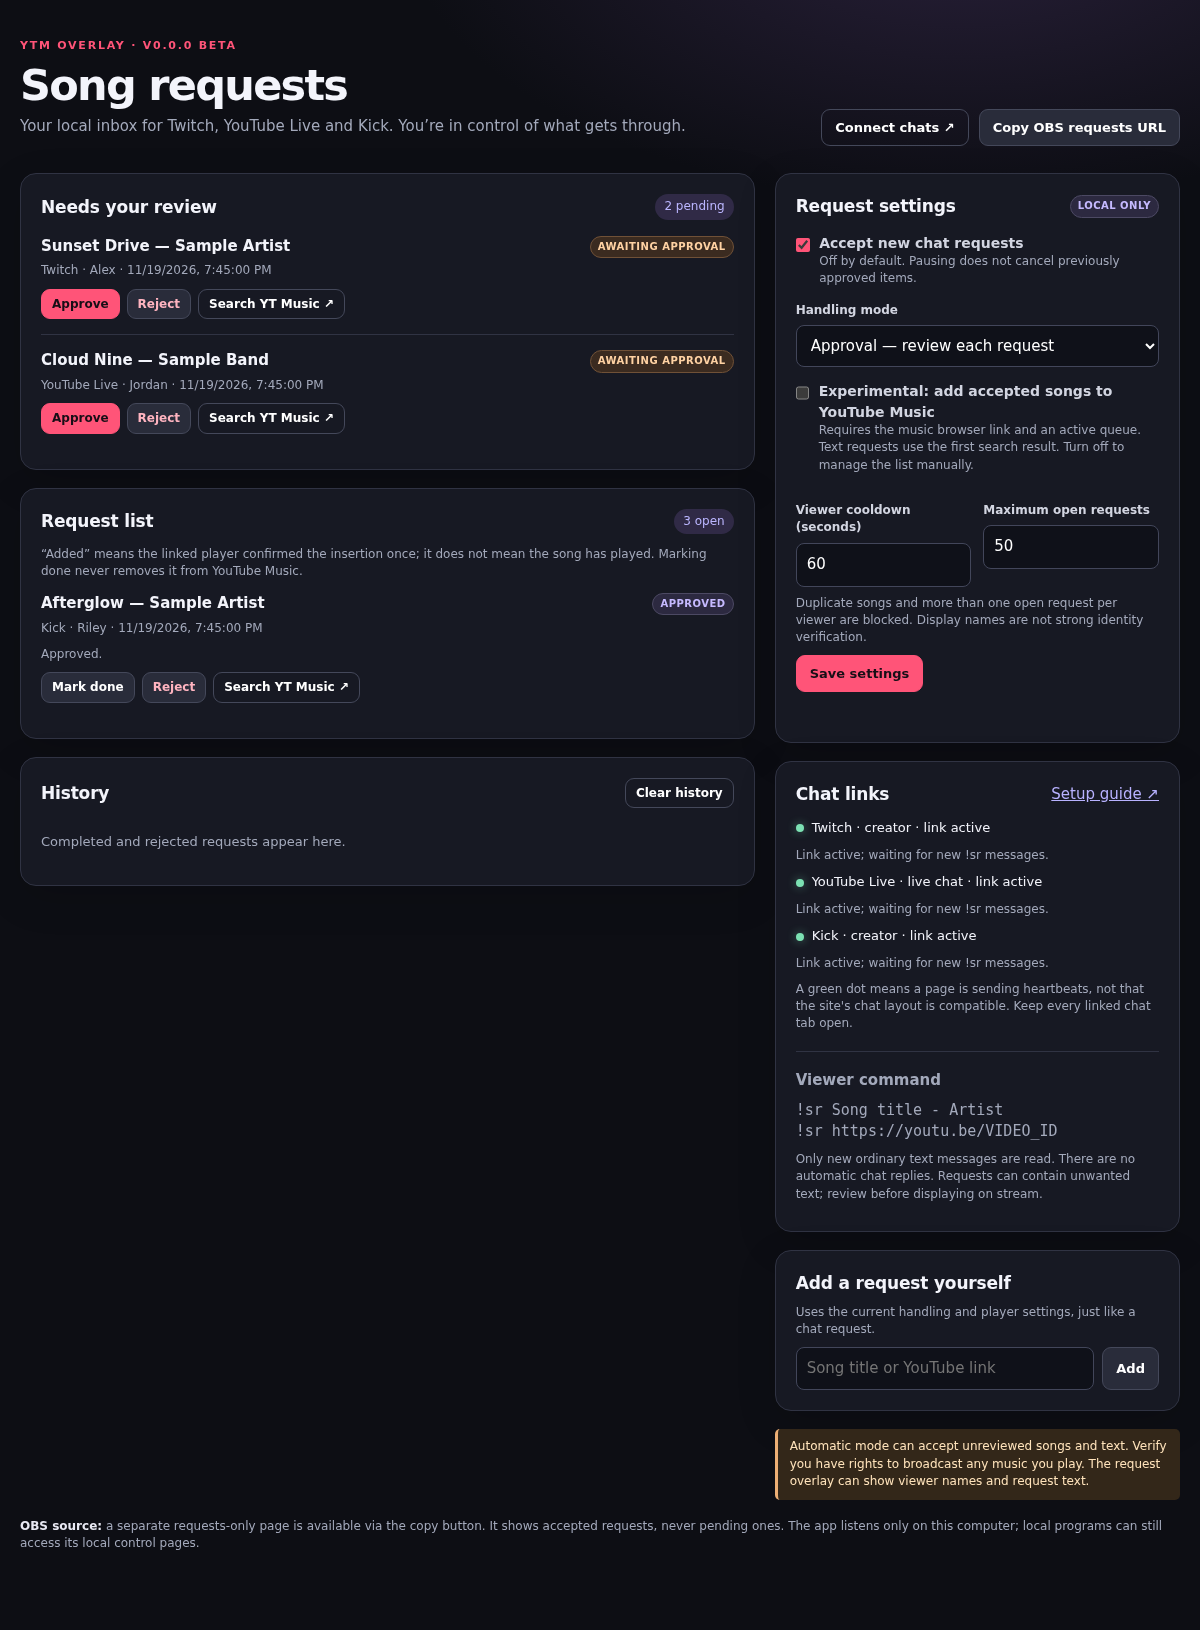 YTM OVERLAY · V0.0.0 BETA
Song requests
Your local inbox for Twitch, YouTube Live and Kick. You’re in control of what gets through.
Connect chats ↗
Copy OBS requests URL
Needs your review
2 pending
Sunset Drive — Sample Artist
AWAITING APPROVAL
Twitch · Alex · 11/19/2026, 7:45:00 PM
Approve
Reject
Search YT Music ↗
Cloud Nine — Sample Band
AWAITING APPROVAL
YouTube Live · Jordan · 11/19/2026, 7:45:00 PM
Approve
Reject
Search YT Music ↗
Request list
3 open
“Added” means the linked player confirmed the insertion once; it does not mean the song has played. Marking
done never removes it from YouTube Music.
Afterglow — Sample Artist
APPROVED
Kick · Riley · 11/19/2026, 7:45:00 PM
Approved.
Mark done
Reject
Search YT Music ↗
History
Clear history
Completed and rejected requests appear here.
Request settings
LOCAL ONLY
Accept new chat requests
Off by default. Pausing does not cancel previously
approved items.
Handling mode
Approval — review each request
Experimental: add accepted songs to
YouTube Music
Requires the music browser link and an active queue.
Text requests use the first search result. Turn off to
manage the list manually.
Viewer cooldown
(seconds)
60
Maximum open requests
50
Duplicate songs and more than one open request per
viewer are blocked. Display names are not strong identity
verification.
Save settings
Chat links
Setup guide ↗
Twitch · creator · link active
Link active; waiting for new !sr messages.
YouTube Live · live chat · link active
Link active; waiting for new !sr messages.
Kick · creator · link active
Link active; waiting for new !sr messages.
A green dot means a page is sending heartbeats, not that
the site's chat layout is compatible. Keep every linked chat
tab open.
Viewer command
!sr Song title - Artist
!sr https://youtu.be/VIDEO_ID
Only new ordinary text messages are read. There are no
automatic chat replies. Requests can contain unwanted
text; review before displaying on stream.
Add a request yourself
Uses the current handling and player settings, just like a
chat request.
Song title or YouTube link
Add
Automatic mode can accept unreviewed songs and text. Verify
you have rights to broadcast any music you play. The request
overlay can show viewer names and request text.
OBS source: a separate requests-only page is available via the copy button. It shows accepted requests, never pending ones. The app listens only on this computer; local programs can still
access its local control pages.